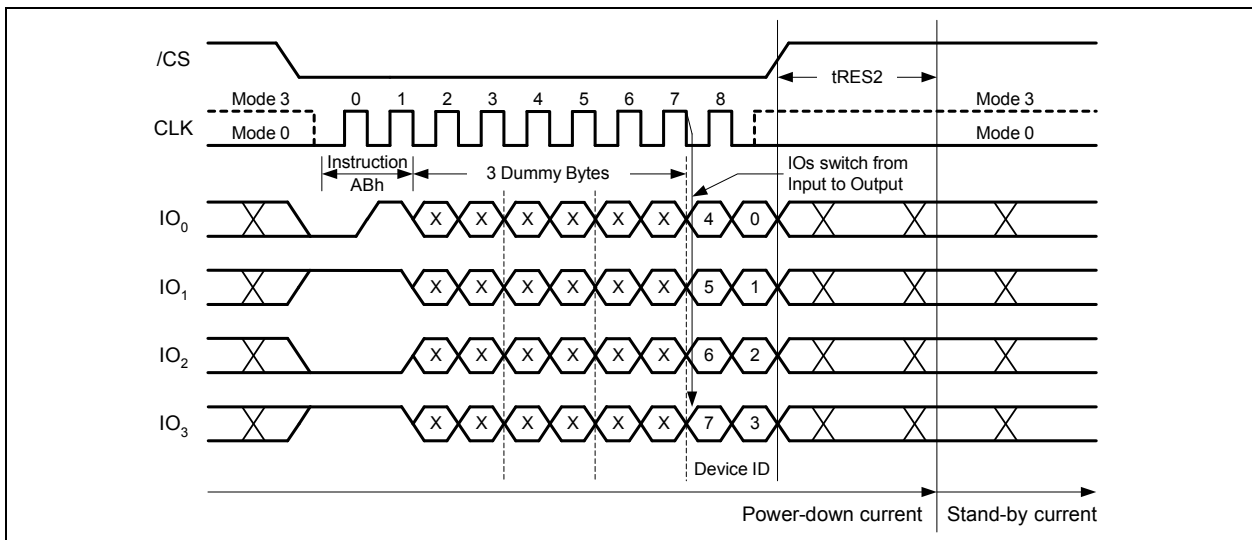 /CS
tRES2
Mode 3 0 1 2 3 4 5 6 7 8 Mode 3
CLK
Mode 0 Mode 0
Instruction
ABh
3 Dummy Bytes
IOs switch from
Input to Output
IO0 X X X X X X 4 0
IO1 X X X X X X 5 1
IO2 X X X X X X 6 2
IO3 X X X X X X 7 3
Device ID
Power-down current Stand-by current